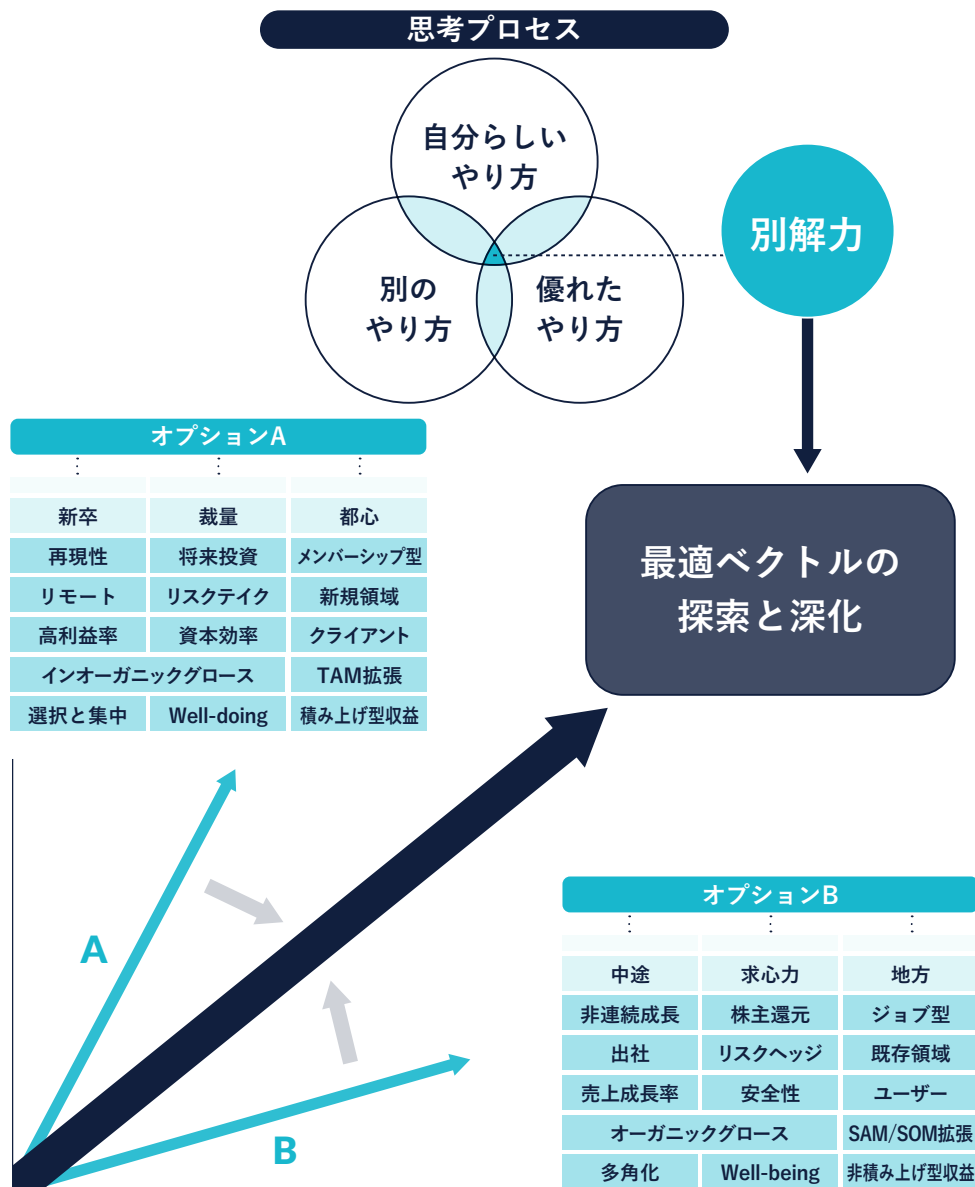 思考プロセス
自分らしい
やり方
別の
やり方
優れた
やり方
別解力
最適ベクトルの
探索と深化
オプションA
新卒 裁量 都心
再現性 将来投資 メンバーシップ型
リモート リスクテイク 新規領域
高利益率 資本効率 クライアント
インオーガニックグロース TAM拡張
選択と集中 Well-doing 積み上げ型収益
A
B
オプションB
中途 求心力 地方
非連続成長 株主還元 ジョブ型
出社 リスクヘッジ 既存領域
売上成長率 安全性 ユーザー
オーガニックグロース SAM/SOM拡張
多角化 Well-being 非積み上げ型収益